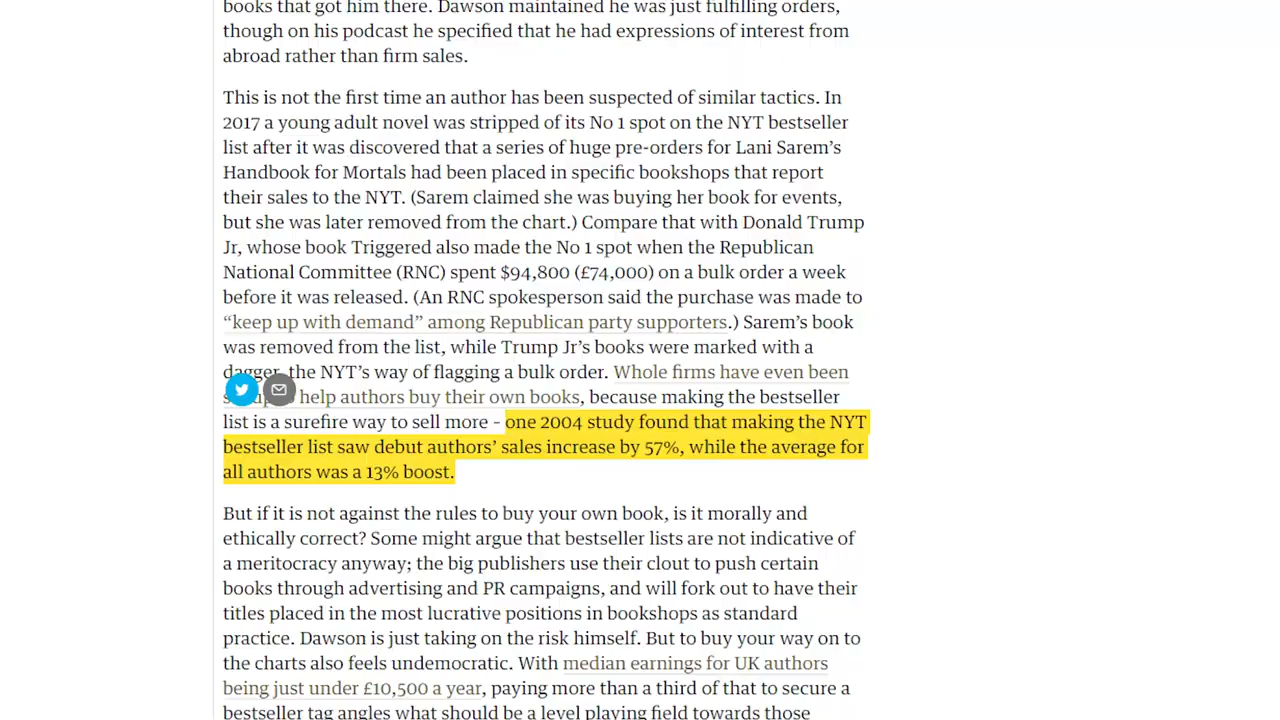 books that got him there. Dawson maintained he was just fulfilling orders,
though on his podcast he specified that he had expressions of interest from
abroad rather than firm sales.
This is not the first time an author has been suspected of similar tactics. In
2017 a young adult novel was stripped of its No 1 spot on the NYT bestseller
list after it was discovered that a series of huge pre-orders for Lani Sarem’s
Handbook for Mortals had been placed in specific bookshops that report
their sales to the NYT. (Sarem claimed she was buying her book for events,
but she was later removed from the chart.) Compare that with Donald Trump
Jr, whose book Triggered also made the No 1 spot when the Republican
National Committee (RNC) spent $94,800 (£74,000) on a bulk order a week
before it was released. (An RNC spokesperson said the purchase was made to
“keep up with demand” among Republican party supporters.) Sarem’s book
was removed from the list, while Trump Jr’s books were marked with a
dagger, the NYT’s way of flagging a bulk order. Whole firms have even been
help authors buy their own books, because making the bestseller
list is a surefire way to sell more - one 2004 study found that making the NYT
bestseller list saw debut authors’ sales increase by 57%, while the average for
all authors was a 13% boost.
But if it is not against the rules to buy your own book, is it morally and
ethically correct? Some might argue that bestseller lists are not indicative of
a meritocracy anyway; the big publishers use their clout to push certain
books through advertising and PR campaigns, and will fork out to have their
titles placed in the most lucrative positions in bookshops as standard
practice. Dawson is just taking on the risk himself. But to buy your way on to
the charts also feels undemocratic. With median earnings for UK authors
being just under £10,500 a year, paying more than a third of that to secure a
bestseller tag angles what should be a level playing field towards those